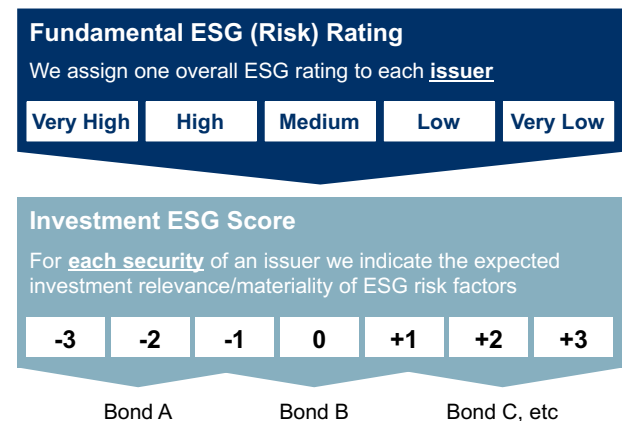 Fundamental ESG (Risk) Rating
We assign one overall ESG rating to each issuer
Very High High Medium Low Very Low
Investment ESG Score
For each security of an issuer we indicate the expected
investment relevance/materiality of ESG risk factors
-3 -2 -1 0 +1 +2 +3
Bond A Bond B Bond C, etc